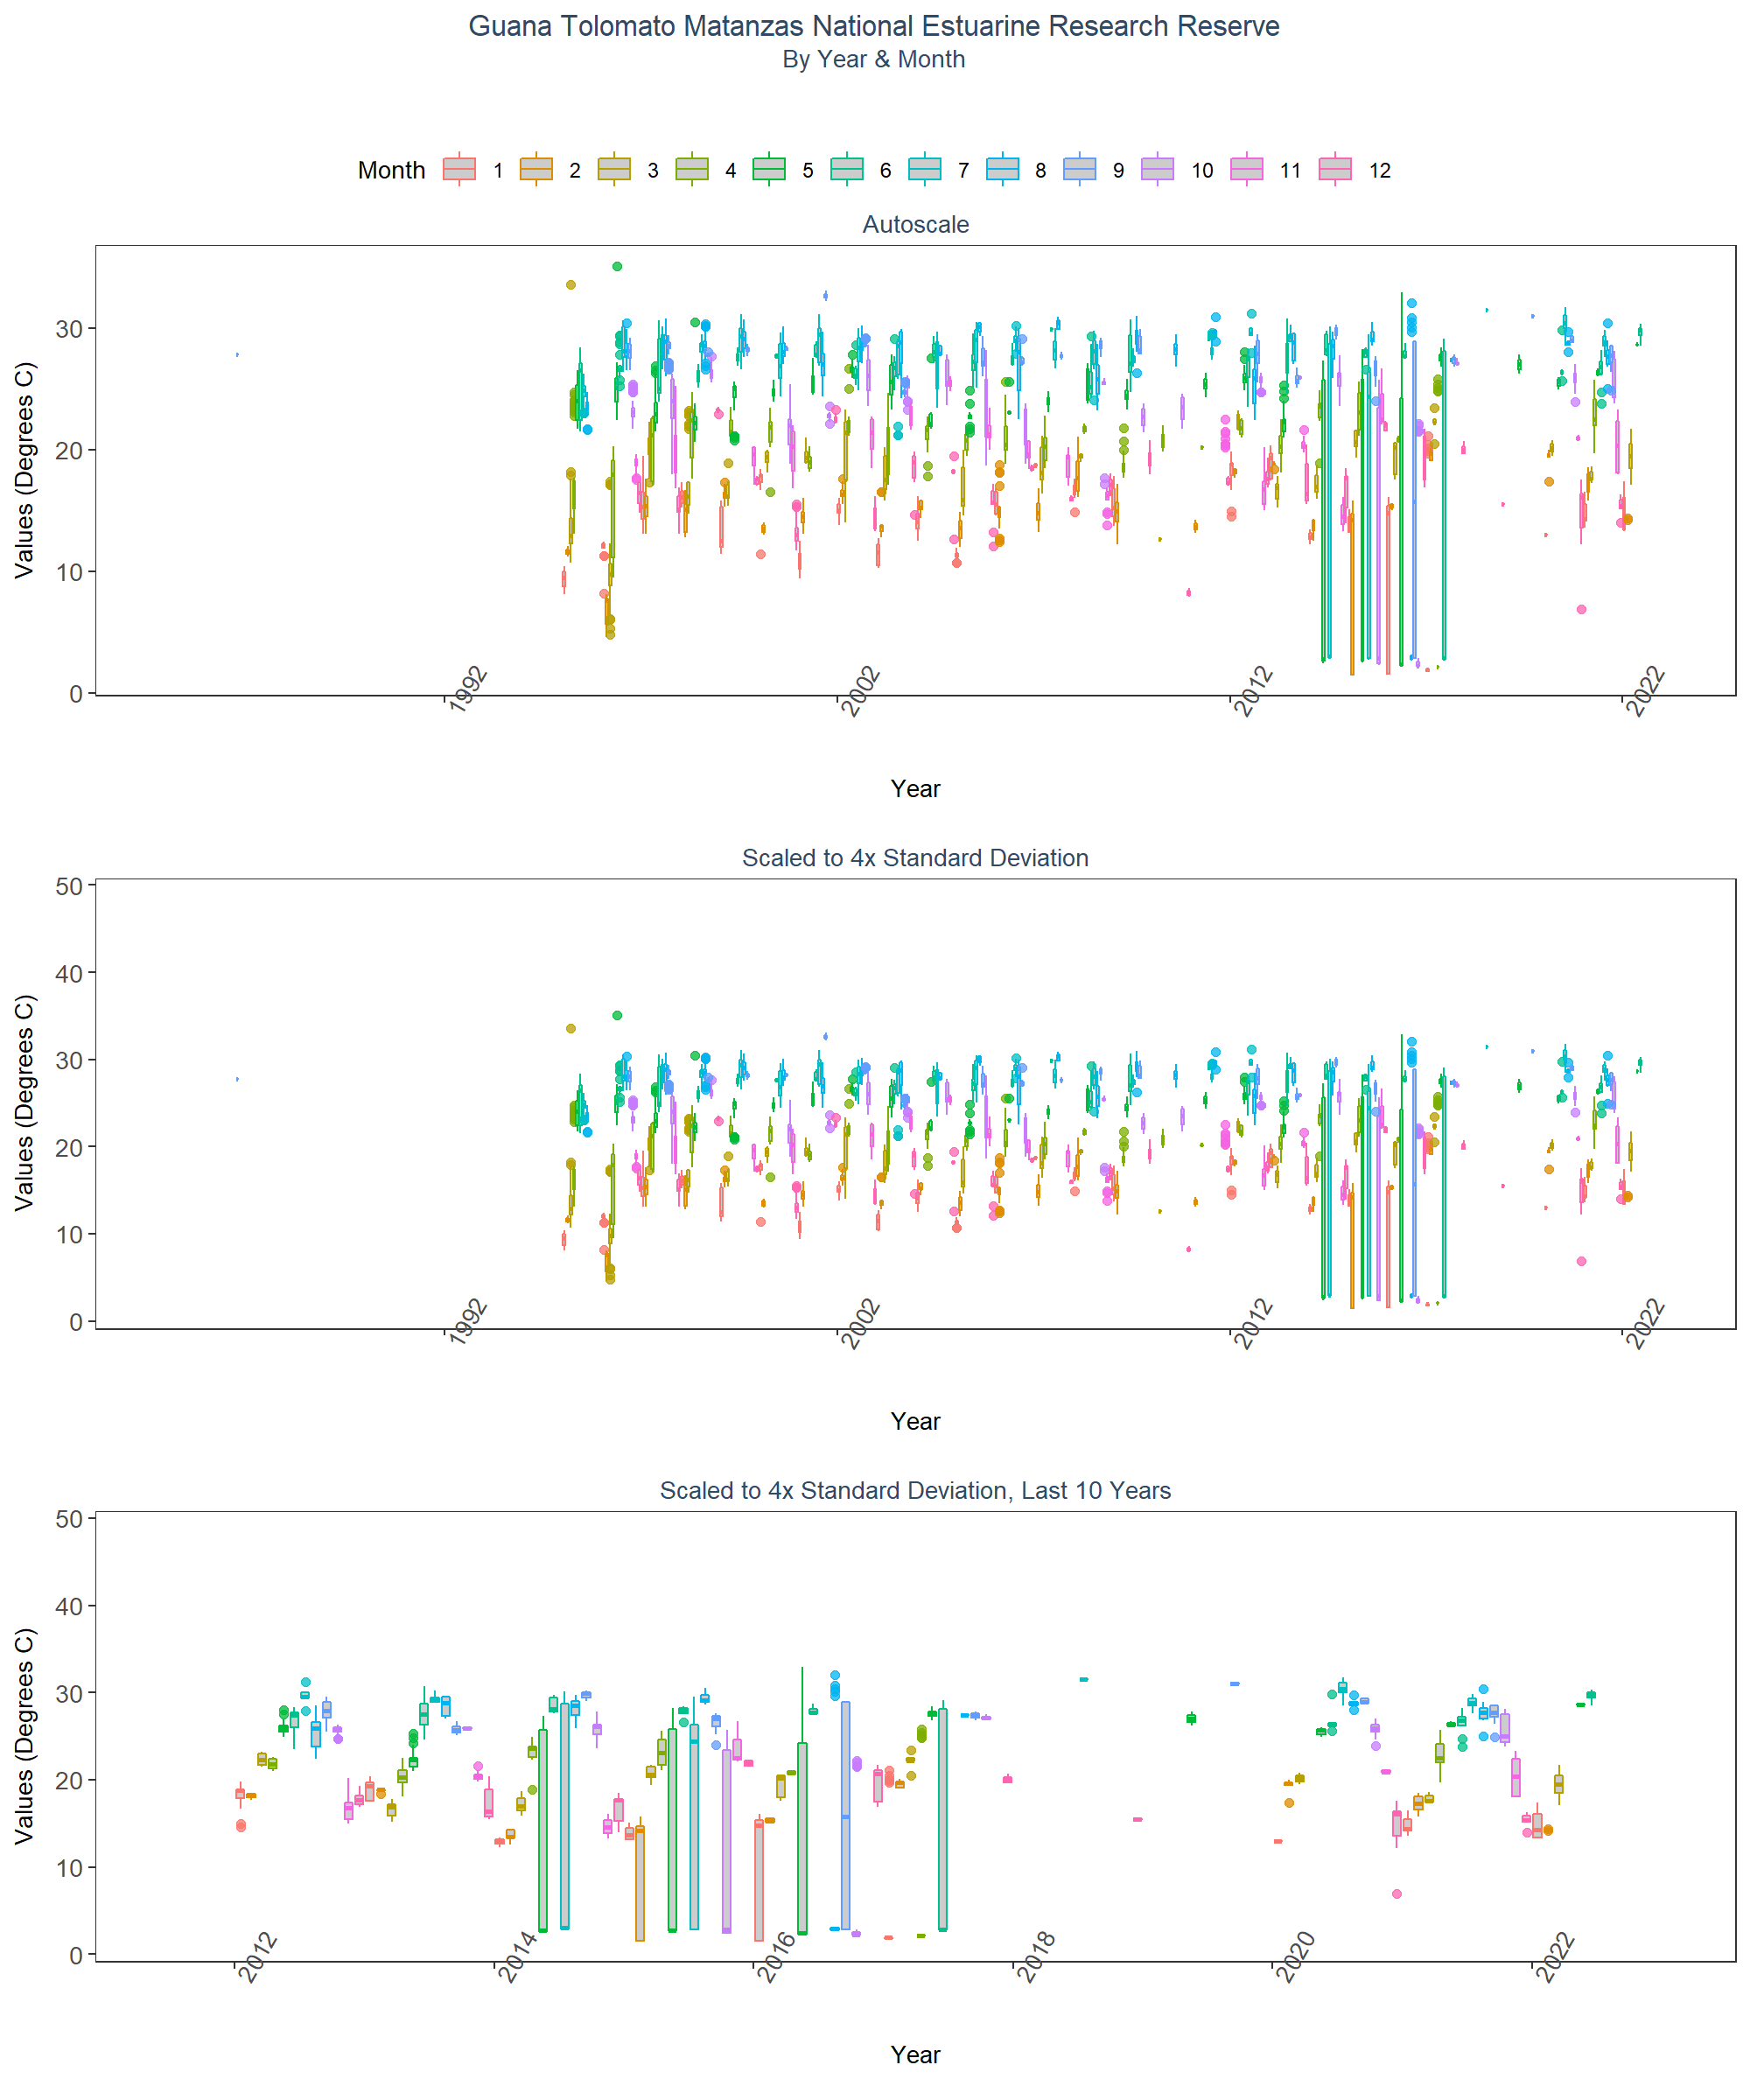 Guana Tolomato Matanzas National Estuarine Research Reserve
By Year & Month
Month 1 2 3 4 5 6 7 8 9 10 11 12
Autoscale
Values (Degrees C)
30
20
10
0
1992 2002 2012 2022
Year
Scaled to 4x Standard Deviation
Values (Degrees C)
50
40
30
20
10
0
1992 2002 2012 2022
Year
Scaled to 4x Standard Deviation, Last 10 Years
Values (Degrees C)
50
40
30
20
10
0
2012 2014 2016 2018 2020 2022
Year